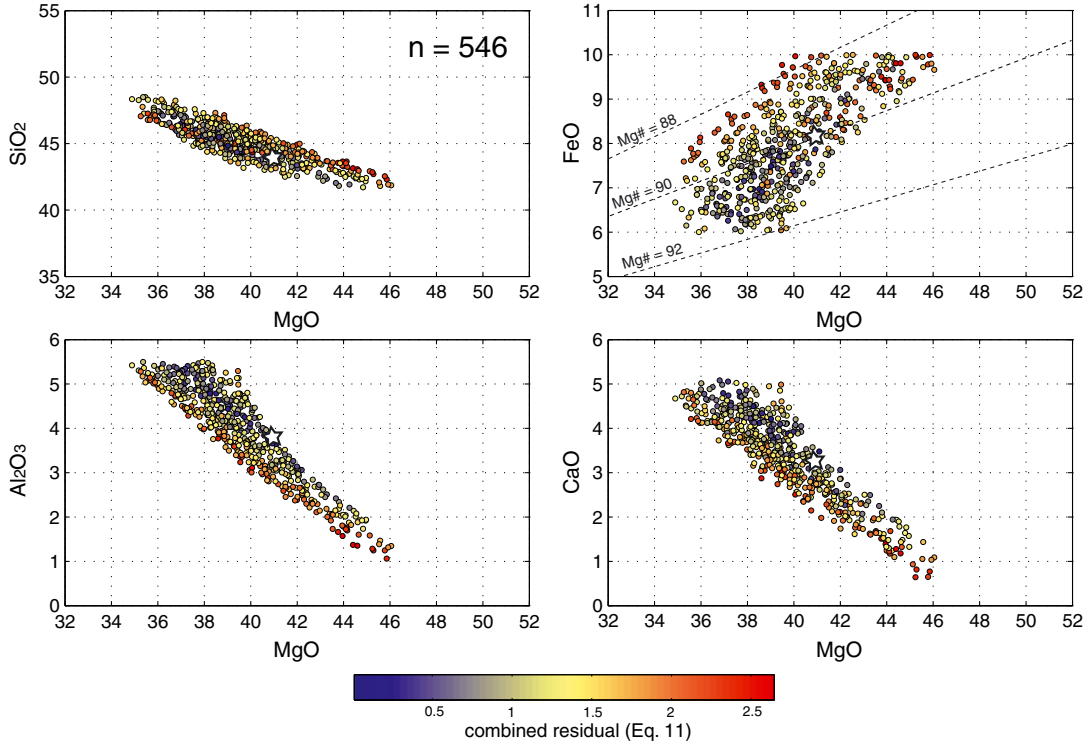 55
50
45
40
35
SiO2
n = 546
32 34 36 38 40 42 44 46 48 50 52
MgO
11
10
9
8
7
6
5
FeO
Mg# = 88
Mg# = 90
Mg# = 92
32 34 36 38 40 42 44 46 48 50 52
MgO
6
5
4
3
2
1
0
Al2O3
32 34 36 38 40 42 44 46 48 50 52
MgO
6
5
4
3
2
1
0
CaO
32 34 36 38 40 42 44 46 48 50 52
MgO
0.5 1 1.5 2 2.5
combined residual (Eq. 11)